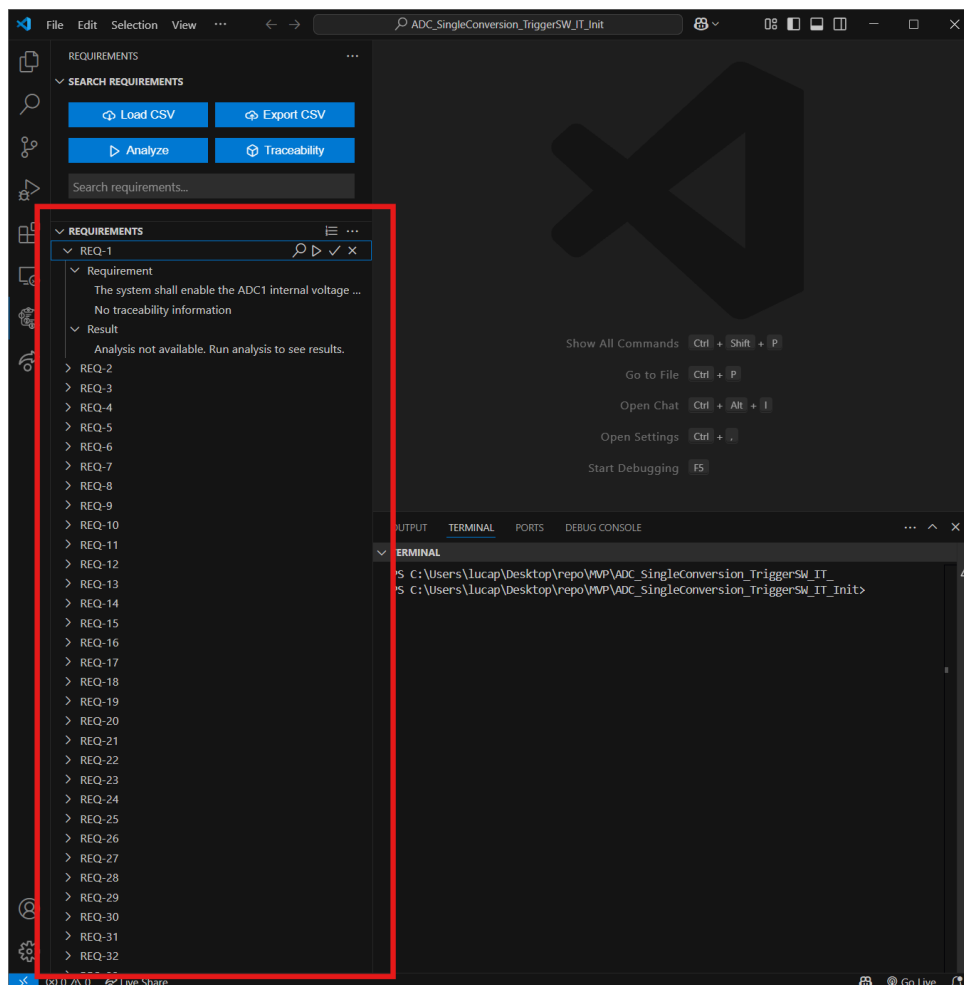 File Edit Selection View ··· ADC_SingleConversion_TriggerSW_IT_Init
REQUIREMENTS
SEARCH REQUIREMENTS
Load CSV Export CSV
Analyze Traceability
Search requirements...
REQUIREMENTS
REQ-1
Requirement
The system shall enable the ADC1 internal voltage ...
No traceability information
Result
Analysis not available. Run analysis to see results.
REQ-2
REQ-3
REQ-4
REQ-5
REQ-6
REQ-7
REQ-8
REQ-9
REQ-10
REQ-11
REQ-12
REQ-13
REQ-14
REQ-15
REQ-16
REQ-17
REQ-18
REQ-19
REQ-20
REQ-21
REQ-22
REQ-23
REQ-24
REQ-25
REQ-26
REQ-27
REQ-28
REQ-29
REQ-30
REQ-31
REQ-32
Show All Commands Ctrl + Shift + P
Go to File Ctrl + P
Open Chat Ctrl + Alt + I
Open Settings Ctrl + ,
Start Debugging F5
TERMINAL PORTS DEBUG CONSOLE
C:\Users\lucap\Desktop\repo\MVP\ADC_SingleConversion_TriggerSW_IT_
C:\Users\lucap\Desktop\repo\MVP\ADC_SingleConversion_TriggerSW_IT_Init>
0 0 Live Share Go Live